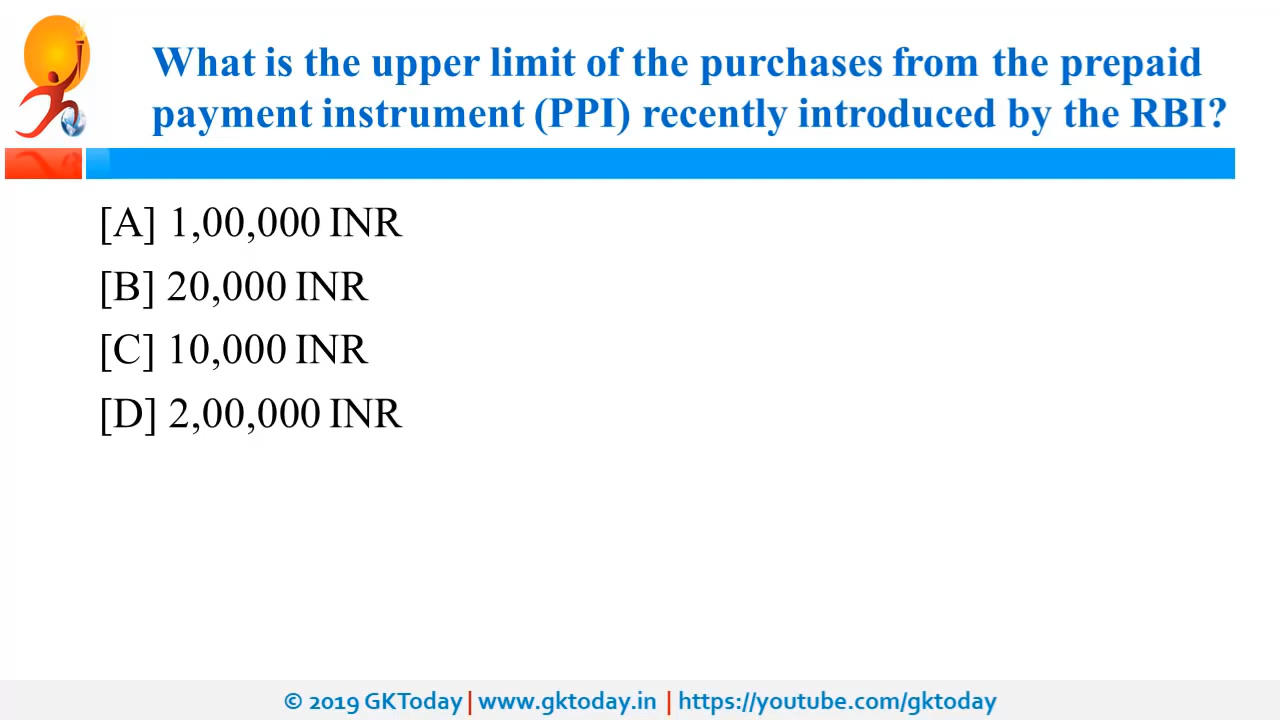 What is the upper limit of the purchases from the prepaid
payment instrument (PPI) recently introduced by the RBI?
[A] 1,00,000 INR
[B] 20,000 INR
[C] 10,000 INR
[D] 2,00,000 INR
© 2019 GKToday | www.gktoday.in | https://youtube.com/gktoday